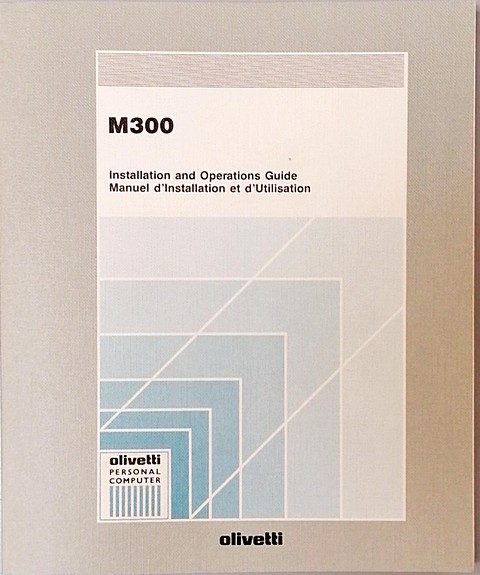 M300
Installation and Operations Guide
Manuel d'Installation et d'Utilisation
olivetti
PERSONAL
COMPUTER
olivetti